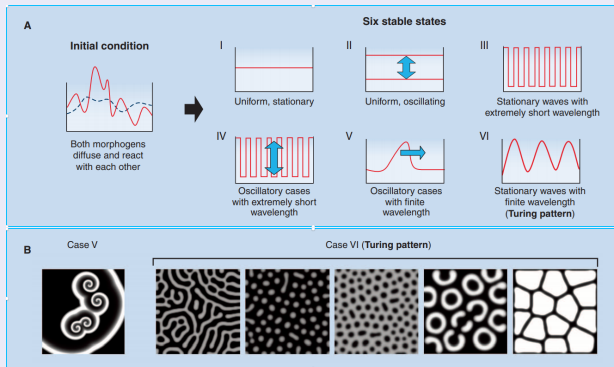 A
Six stable states
Initial condition
Both morphogens
diffuse and react
with each other
I
Uniform, stationary
II
Uniform, oscillating
III
Stationary waves with
extremely short wavelength
IV
Oscillatory cases
with extremely short
wavelength
V
Oscillatory cases
with finite
wavelength
VI
Stationary waves with
finite wavelength
(Turing pattern)
B
Case V
Case VI (Turing pattern)